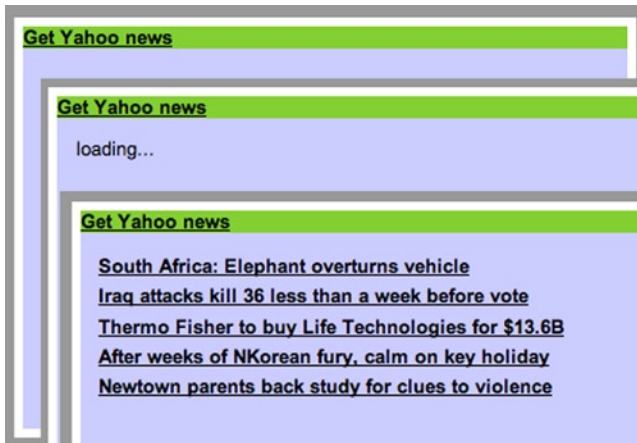 Get Yahoo news
Get Yahoo news
loading...
Get Yahoo news
South Africa: Elephant overturns vehicle
Iraq attacks kill 36 less than a week before vote
Thermo Fisher to buy Life Technologies for $13.6B
After weeks of NKorean fury, calm on key holiday
Newtown parents back study for clues to violence